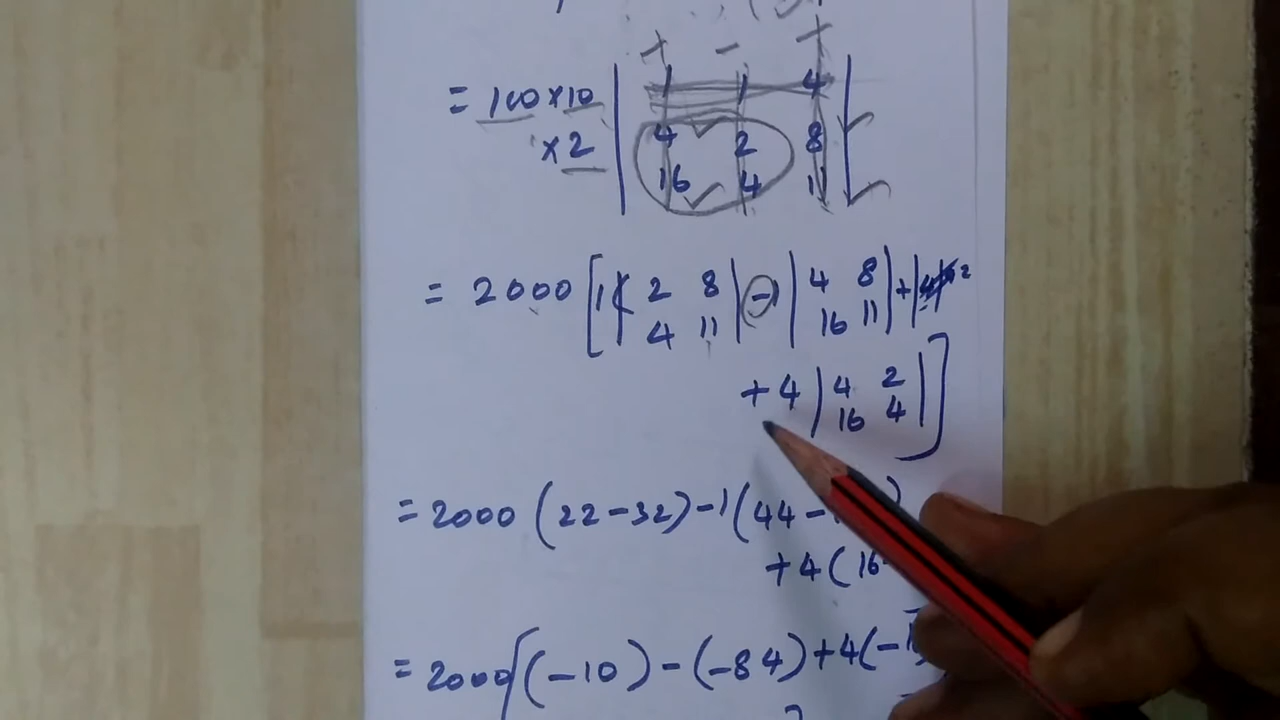 + - +
= 100 × 10 | 1 1 4 |
× 2 | 4 2 8 |
| 16 4 11 |
= 2000 [ 1 | 2 8 | -1 | 4 8 | + |
4 11 | | 16 11 |
+ 4 | 4 2 | ]
| 16 4 |
= 2000 (22 - 32) - 1 (44 - )
+ 4 ( 16
= 2000 [ (-10) - (-84) + 4 (-